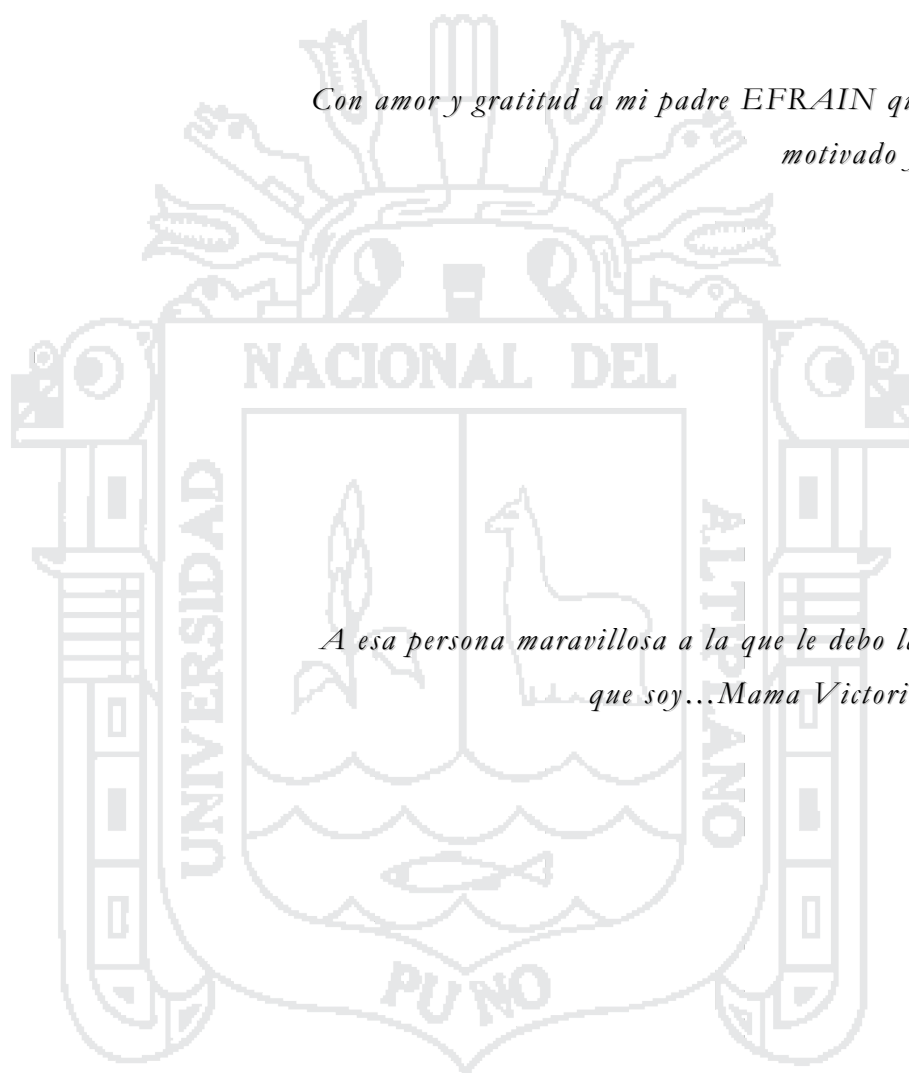 Con amor y gratitud a mi padre EFRAIN
motivado
NACIONAL DEL
UNIVERSIDAD
ALTIPLANO
A esa persona maravillosa a la que le debo
que soy...Mama
PUNO